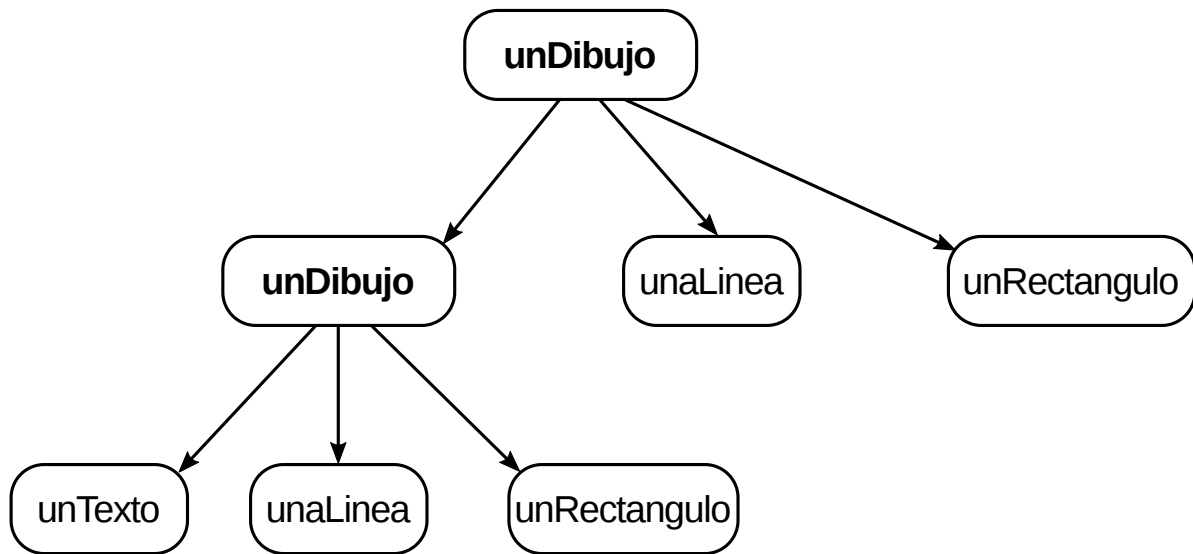 unDibujo
unDibujo
unaLinea
unRectangulo
unTexto
unaLinea
unRectangulo